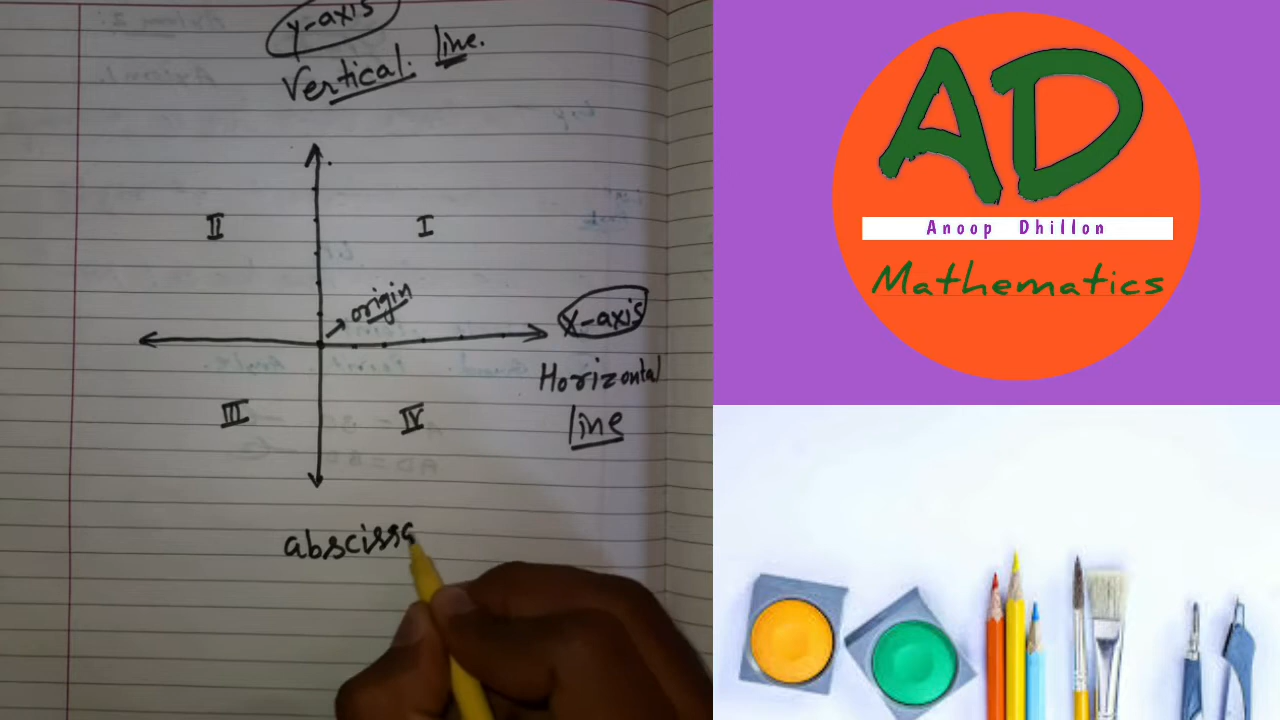 y-axis
Vertical line.
II
I
origin
x-axis
Horizontal
line
III
IV
abscissa
AD
Anoop Dhillon
Mathematics